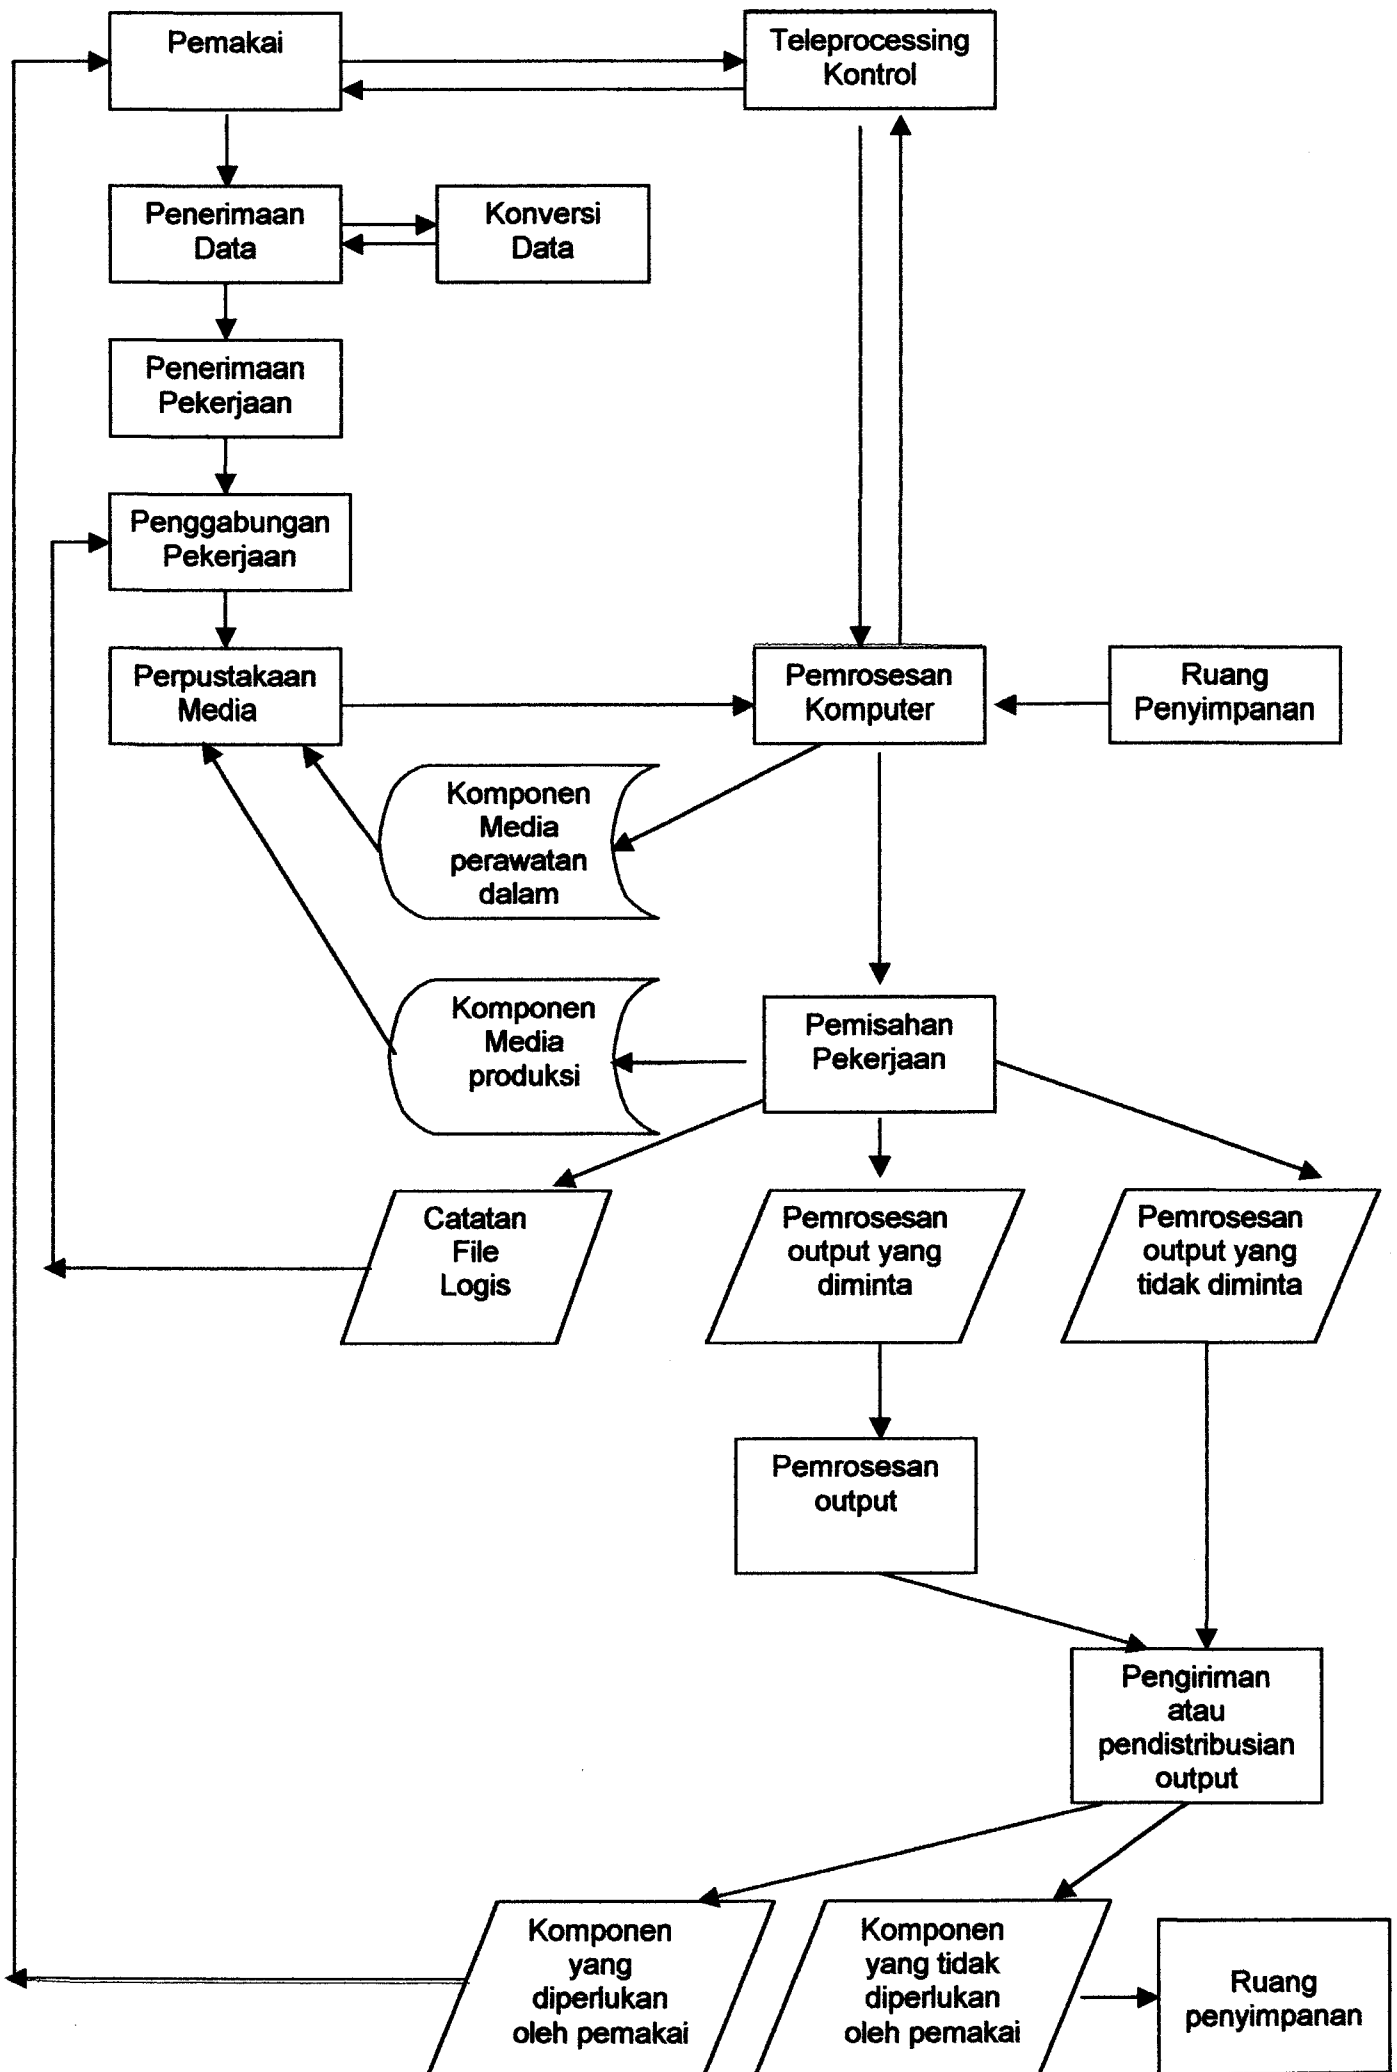 Pemakai
Teleprocessing
Kontrol
Penerimaan
Data
Konversi
Data
Penerimaan
Pekerjaan
Penggabungan
Pekerjaan
Perpustakaan
Media
Pemrosesan
Komputer
Ruang
Penyimpanan
Komponen
Media
perawatan
dalam
Komponen
Media
produksi
Pemisahan
Pekerjaan
Catatan
File
Logis
Pemrosesan
output yang
diminta
Pemrosesan
output yang
tidak diminta
Pemrosesan
output
Pengiriman
atau
pendistribusian
output
Komponen
yang
diperlukan
oleh pemakai
Komponen
yang tidak
diperlukan
oleh pemakai
Ruang
penyimpanan